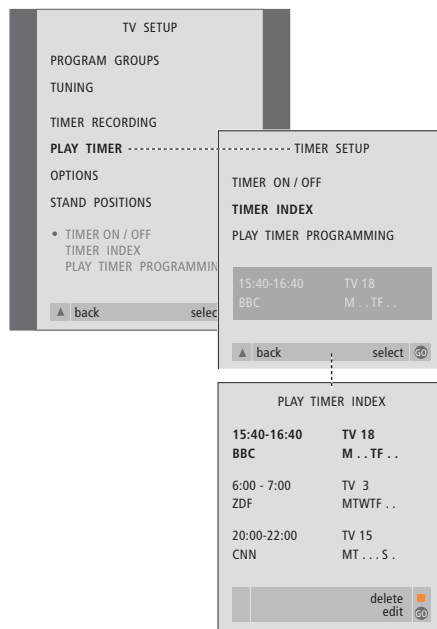 TV SETUP
PROGRAM GROUPS
TUNING
TIMER RECORDING
PLAY TIMER
OPTIONS
STAND POSITIONS
• TIMER ON / OFF
TIMER INDEX
PLAY TIMER PROGRAMMIN
back selec
TIMER SETUP
TIMER ON / OFF
TIMER INDEX
PLAY TIMER PROGRAMMING
15:40-16:40 TV 18
BBC M . . TF . .
back select GO
PLAY TIMER INDEX
15:40-16:40 TV 18
BBC M . . TF . .
6:00 - 7:00 TV 3
ZDF MTWTF . .
20:00-22:00 TV 15
CNN MT . . . S .
delete
edit GO